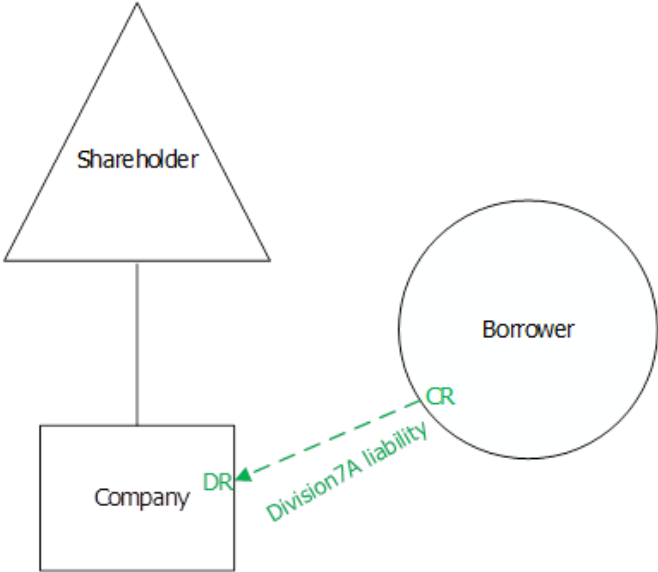 Shareholder
Borrower
CR
Division7A liability
DR
Company